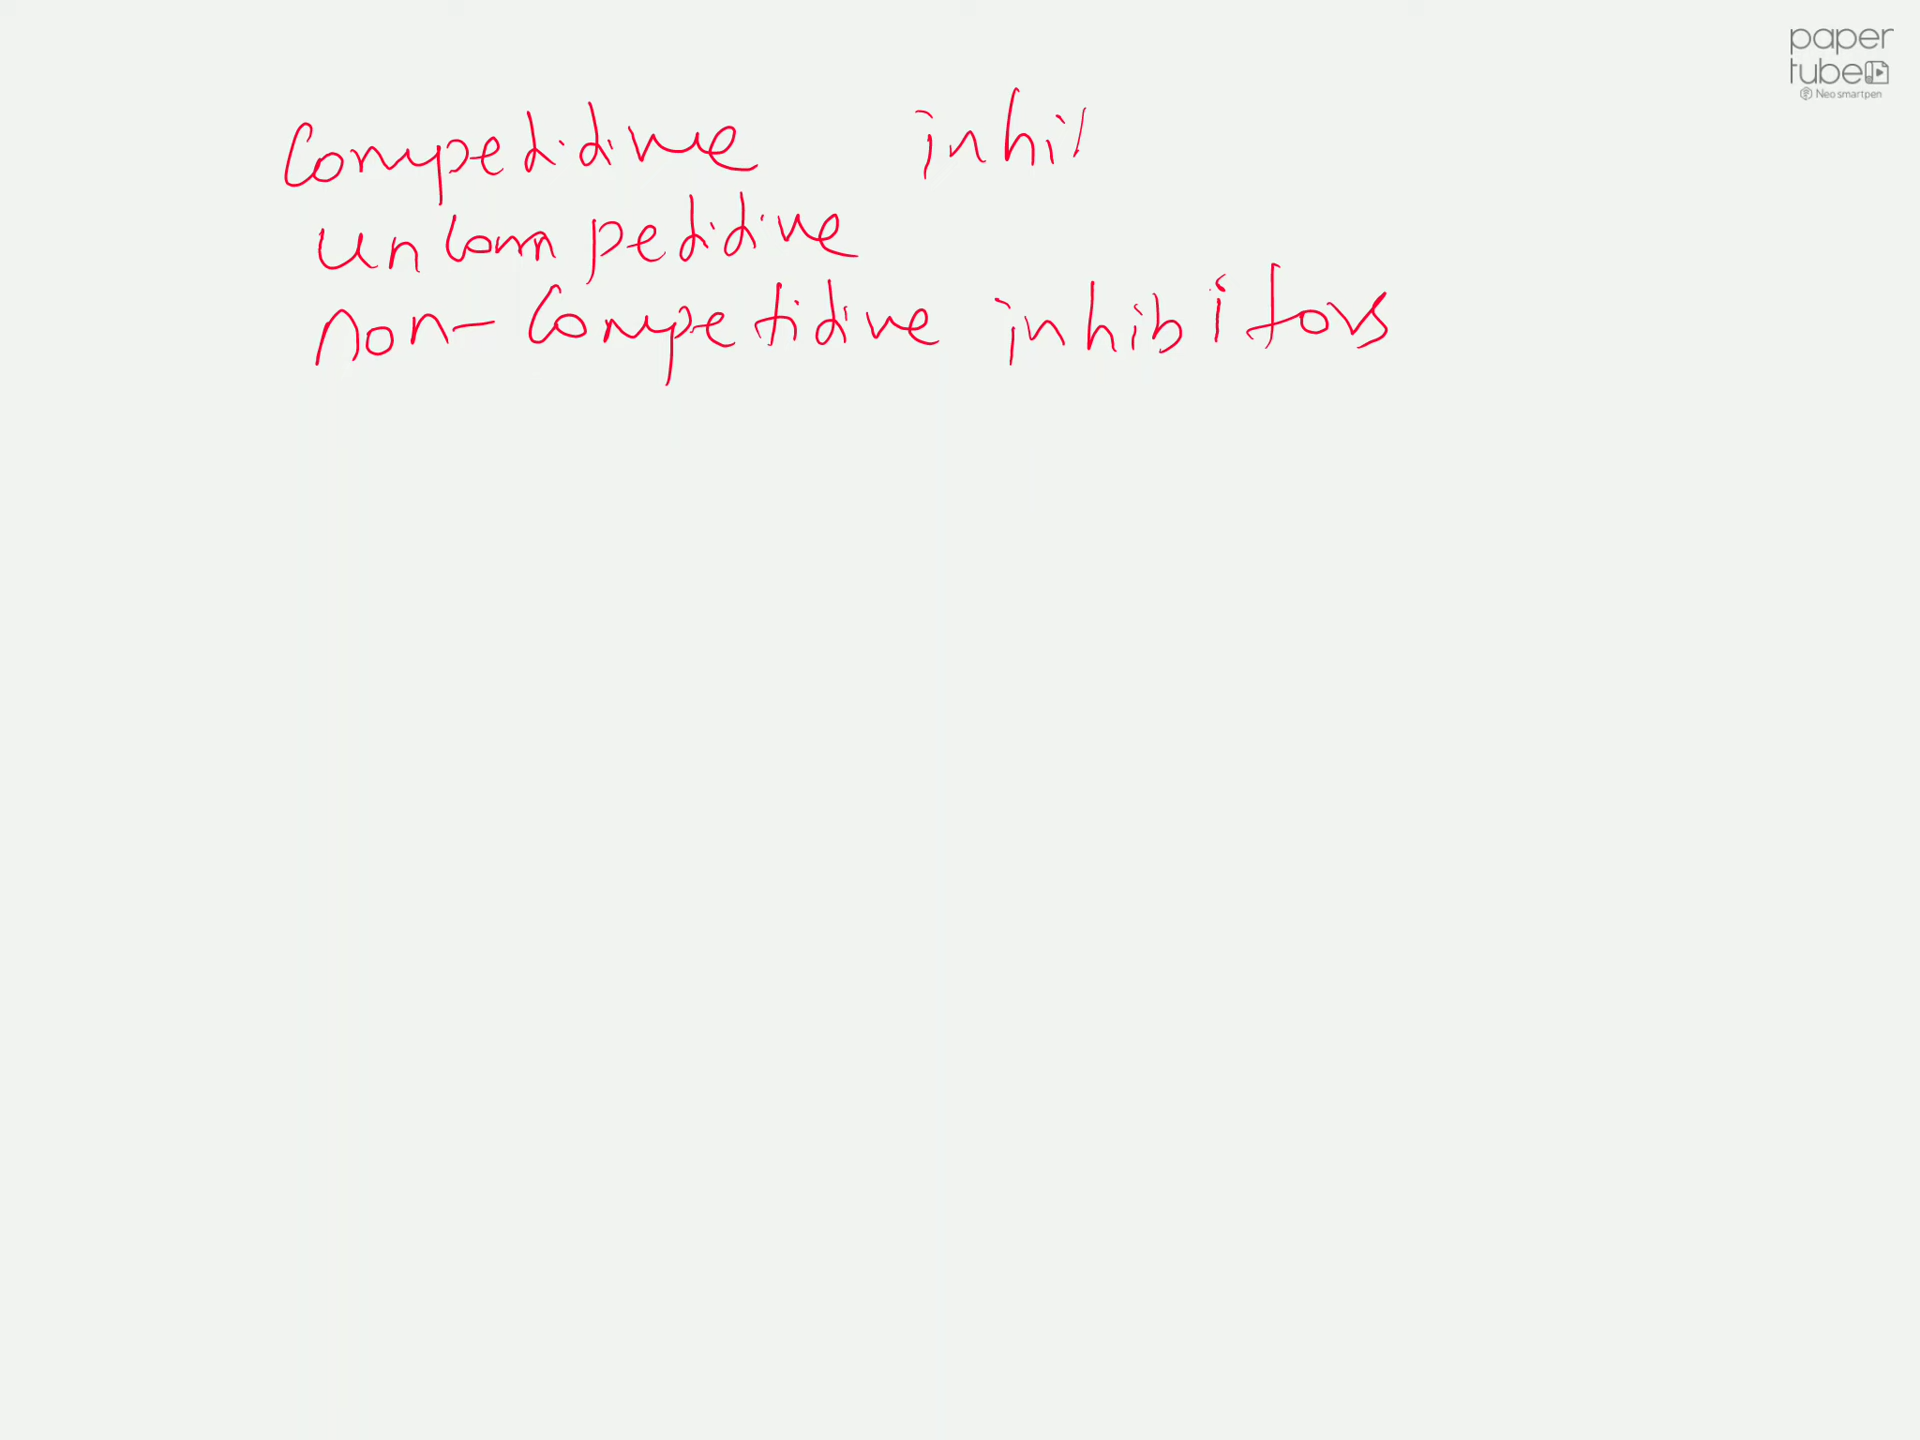 paper
tube
Neo smartpen
Competitive inhi
uncompetitive
non-Competitive inhibitors